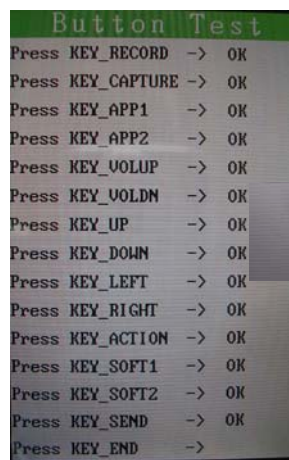 Button Test
Press KEY_RECORD -> OK
Press KEY_CAPTURE -> OK
Press KEY_APP1 -> OK
Press KEY_APP2 -> OK
Press KEY_VOLUP -> OK
Press KEY_VOLDN -> OK
Press KEY_UP -> OK
Press KEY_DOWN -> OK
Press KEY_LEFT -> OK
Press KEY_RIGHT -> OK
Press KEY_ACTION -> OK
Press KEY_SOFT1 -> OK
Press KEY_SOFT2 -> OK
Press KEY_SEND -> OK
Press KEY_END ->